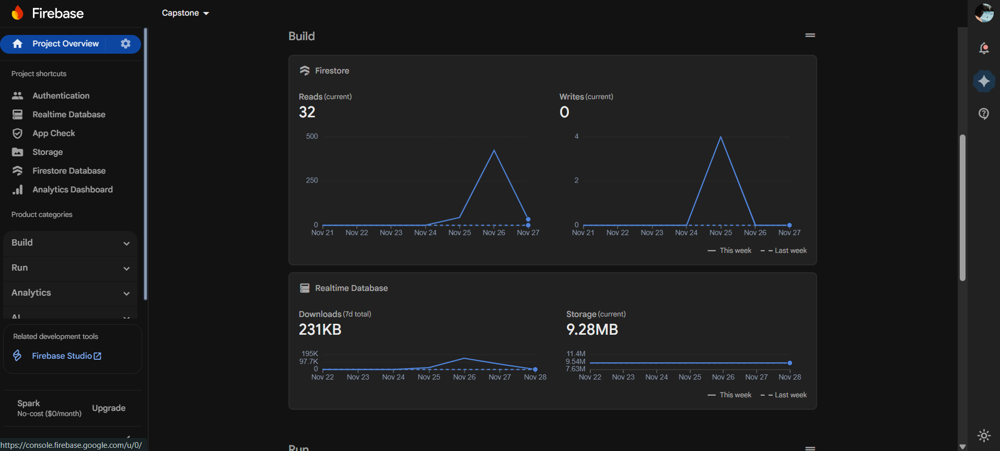 Firebase
Capstone
Project Overview
Project shortcuts
Authentication
Realtime Database
App Check
Storage
Firestore Database
Analytics Dashboard
Product categories
Build
Run
Analytics
AI
Related development tools
Firebase Studio
Spark
No-cost ($0/month)
Upgrade
https://console.firebase.google.com/u/0/
Build
Firestore
Reads (current)
32
500
250
0
Nov 21 Nov 22 Nov 23 Nov 24 Nov 25 Nov 26 Nov 27
Writes (current)
0
4
2
0
Nov 21 Nov 22 Nov 23 Nov 24 Nov 25 Nov 26 Nov 27
This week Last week
Realtime Database
Downloads (7d total)
231KB
195K
97.7K
0
Nov 22 Nov 23 Nov 24 Nov 25 Nov 26 Nov 27 Nov 28
Storage (current)
9.28MB
11.4M
9.54M
7.63M
Nov 22 Nov 23 Nov 24 Nov 25 Nov 26 Nov 27 Nov 28
This week Last week
Run